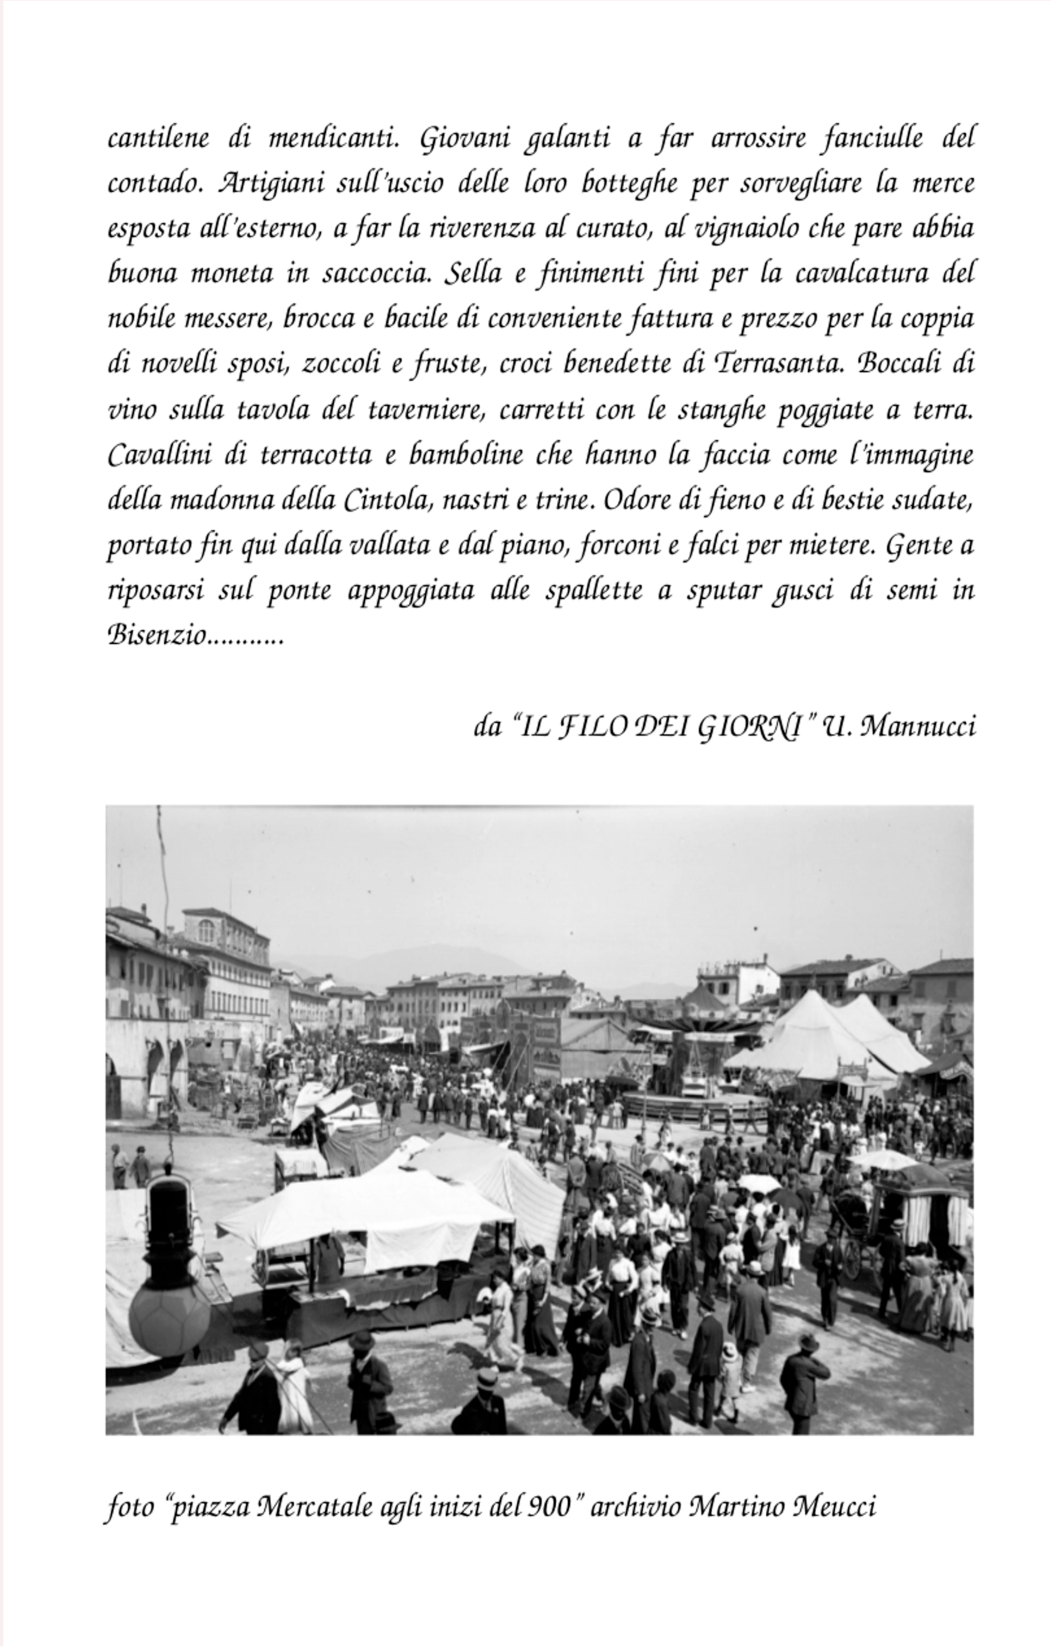 cantilene di mendicanti. Giovani galanti a far arrossire fanciulle del
contado. Artigiani sull'uscio delle loro botteghe per sorvegliare la merce
esposta all'esterno, a far la riverenza al curato, al vignaiolo che pare abbia
buona moneta in saccoccia. Sella e finimenti fini per la cavalcatura del
nobile messere, brocca e bacile di conveniente fattura e prezzo per la coppia
di novelli sposi, zoccoli e fruste, croci benedette di Terrasanta. Boccali di
vino sulla tavola del taverniere, carretti con le stanghe poggiate a terra.
Cavallini di terracotta e bamboline che hanno la faccia come l'immagine
della madonna della Cintola, nastri e trine. Odore di fieno e di bestie sudate,
portato fin qui dalla vallata e dal piano, forconi e falci per mietere. Gente a
riposarsi sul ponte appoggiata alle spallette a sputar gusci di semi in
Bisenzio...........
da “IL FILO DEI GIORNI” U. Mannucci
foto “piazza Mercatale agli inizi del 900” archivio Martino Meucci